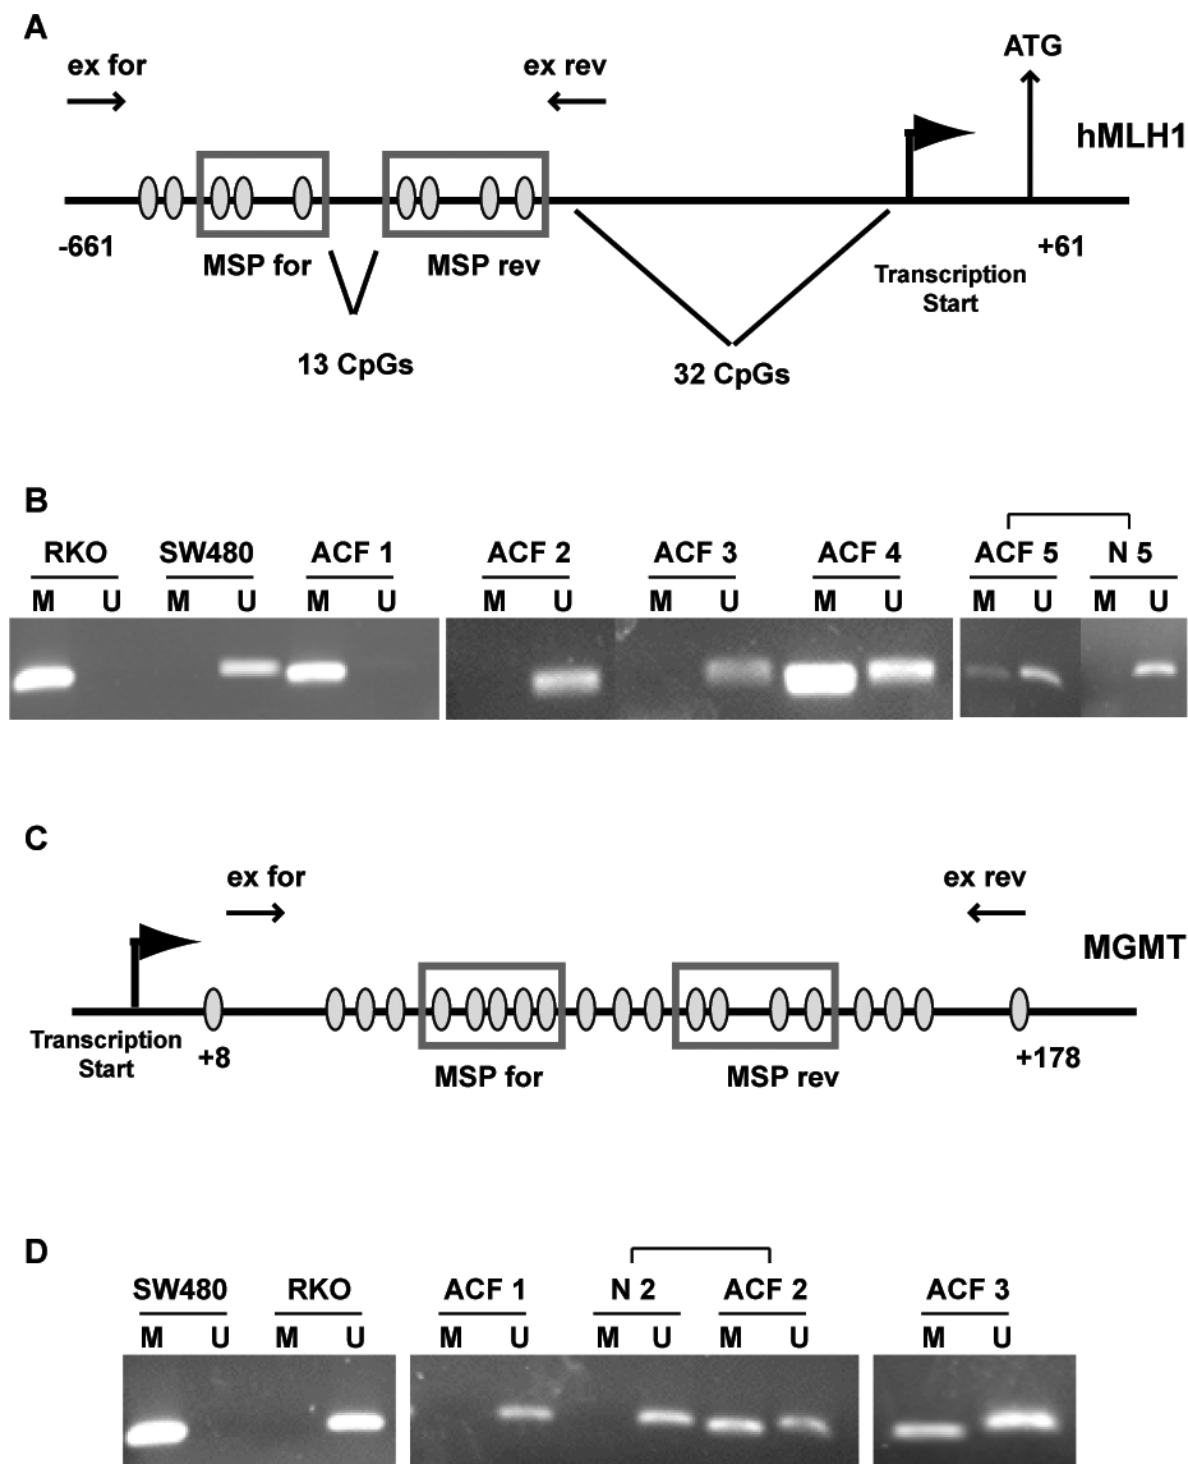 A
ex for
ex rev
ATG
hMLH1
-661
MSP for
MSP rev
+61
Transcription
Start
13 CpGs
32 CpGs
B
RKO SW480 ACF 1 ACF 2 ACF 3 ACF 4 ACF 5 N 5
M U M U M U M U M U M U M U M U
C
ex for
ex rev
MGMT
Transcription
Start
+8
+178
MSP for
MSP rev
D
SW480 RKO ACF 1 N 2 ACF 2 ACF 3
M U M U M U M U M U M U